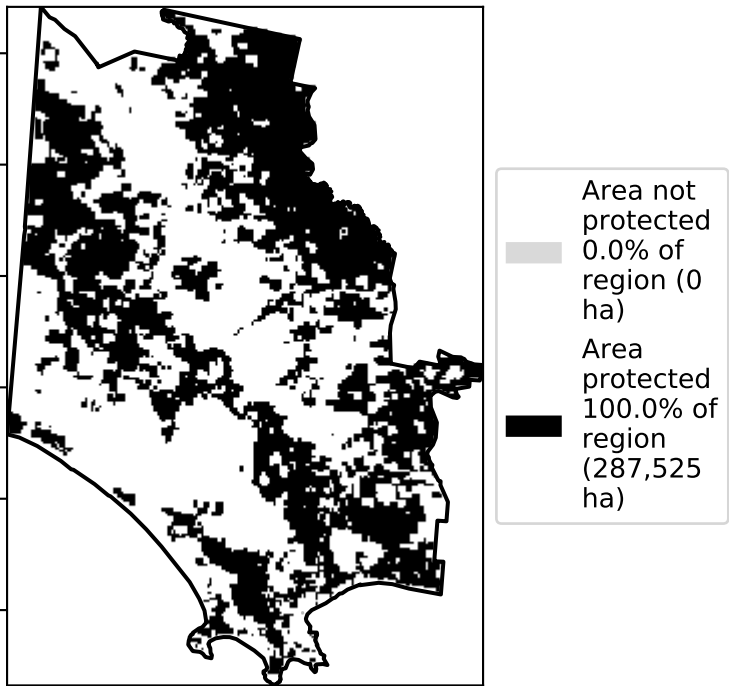 Area not
protected
0.0% of
region (0
ha)
Area
protected
100.0% of
region
(287,525
ha)